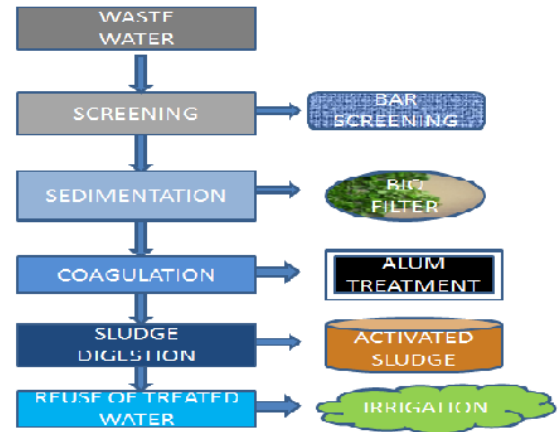 WASTE
WATER
SCREENING
BAR
SCREENING
SEDIMENTATION
BIO
FILTER
COAGULATION
ALUM
TREATMENT
SLUDGE
DIGESTION
ACTIVATED
SLUDGE
REUSE OF TREATED
WATER
IRRIGATION